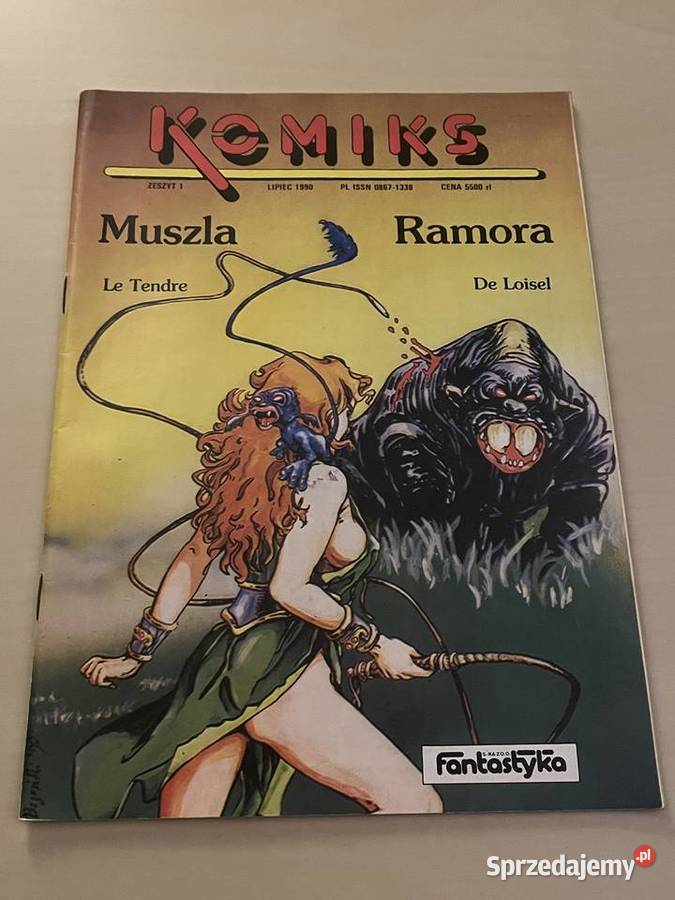 KOMIKS
ZESZYT 1 LIPIEC 1990 PL ISSN 0867-1338 CENA 5500 zł
Muszla Ramora
Le Tendre De Loisel
S-KA Z O.O.
Fantastyka
Sprzedajemy.pl